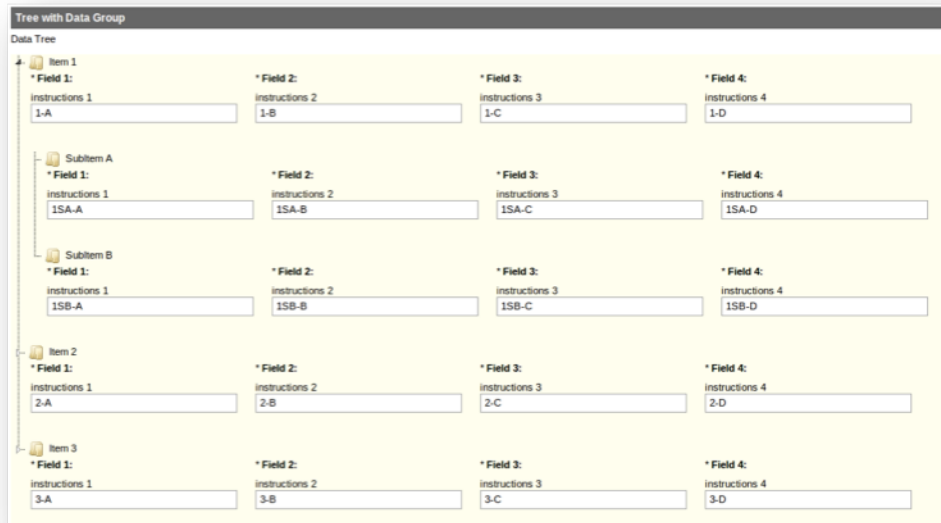 Tree with Data Group
Data Tree
Item 1
* Field 1: * Field 2: * Field 3: * Field 4:
instructions 1 instructions 2 instructions 3 instructions 4
1-A 1-B 1-C 1-D
SubItem A
* Field 1: * Field 2: * Field 3: * Field 4:
instructions 1 instructions 2 instructions 3 instructions 4
1SA-A 1SA-B 1SA-C 1SA-D
SubItem B
* Field 1: * Field 2: * Field 3: * Field 4:
instructions 1 instructions 2 instructions 3 instructions 4
1SB-A 1SB-B 1SB-C 1SB-D
Item 2
* Field 1: * Field 2: * Field 3: * Field 4:
instructions 1 instructions 2 instructions 3 instructions 4
2-A 2-B 2-C 2-D
Item 3
* Field 1: * Field 2: * Field 3: * Field 4:
instructions 1 instructions 2 instructions 3 instructions 4
3-A 3-B 3-C 3-D